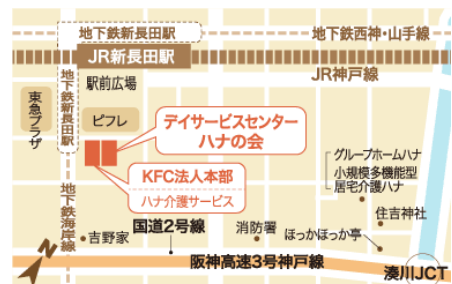 地下鉄新長田駅
地下鉄西神・山手線
JR新長田駅
JR神戸線
地下鉄新長田駅
駅前広場
東急プラザ
ピフレ
デイサービスセンター
ハナの会
KFC法人本部
ハナ介護サービス
グループホームハナ
小規模多機能型
居宅介護ハナ
地下鉄海岸線
住吉神社
国道2号線
消防署
吉野家
ほっかほっか亭
阪神高速3号神戸線
湊川JCT
N